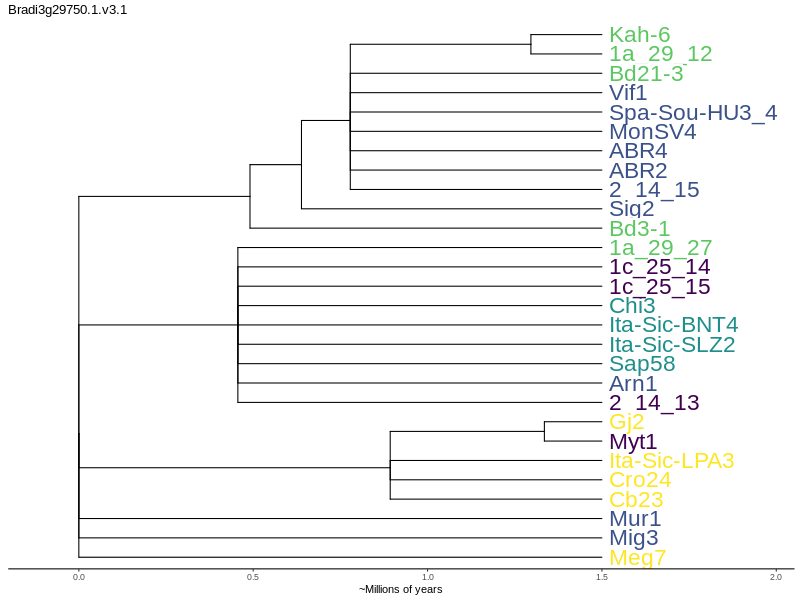 Bradi3g29750.1.v3.1
Kah-6
1a_29_12
Bd21-3
Vif1
Spa-Sou-HU3_4
MonSV4
ABR4
ABR2
2_14_15
Sig2
Bd3-1
1a_29_27
1c_25_14
1c_25_15
Chi3
Ita-Sic-BNT4
Ita-Sic-SLZ2
Sap58
Arn1
2_14_13
Gj2
Myt1
Ita-Sic-LPA3
Cro24
Cb23
Mur1
Mig3
Meg7
0.0 0.5 1.0 1.5 2.0
~Millions of years